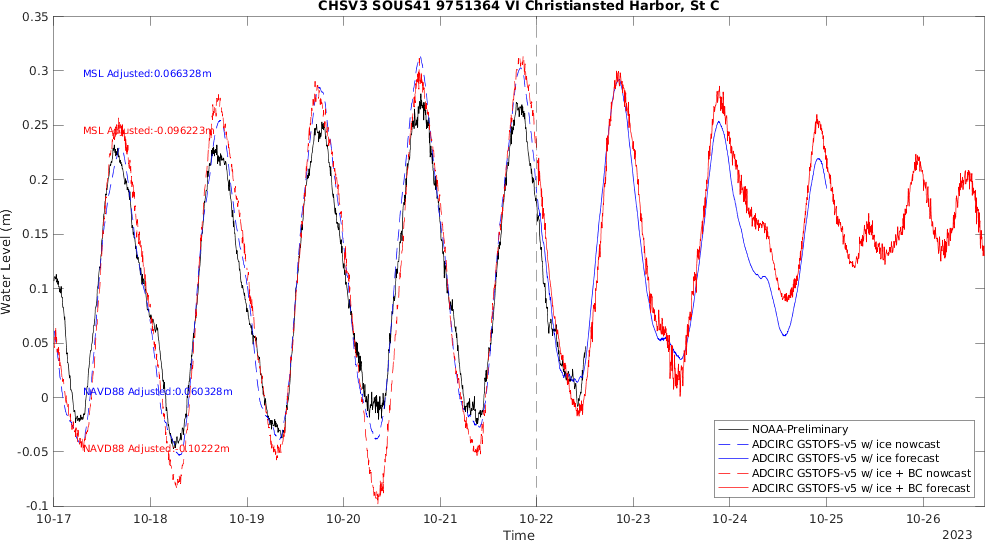 CHSV3 SOUS41 9751364 VI Christiansted Harbor, St C
0.3
0.25
0.2
0.15
0.1
0.05
0
-0.05
-0.1
Water Level (m)
MSL Adjusted:0.066328m
MSL Adjusted:-0.096223m
NAVD88 Adjusted:0.060328m
NAVD88 Adjusted:-0.10222m
NOAA-Preliminary
ADCIRC GSTOFS-v5 w/ ice nowcast
ADCIRC GSTOFS-v5 w/ ice forecast
ADCIRC GSTOFS-v5 w/ ice + BC nowcast
ADCIRC GSTOFS-v5 w/ ice + BC forecast
10-17 10-18 10-19 10-20 10-21 10-22 10-23 10-24 10-25 10-26
Time
2023